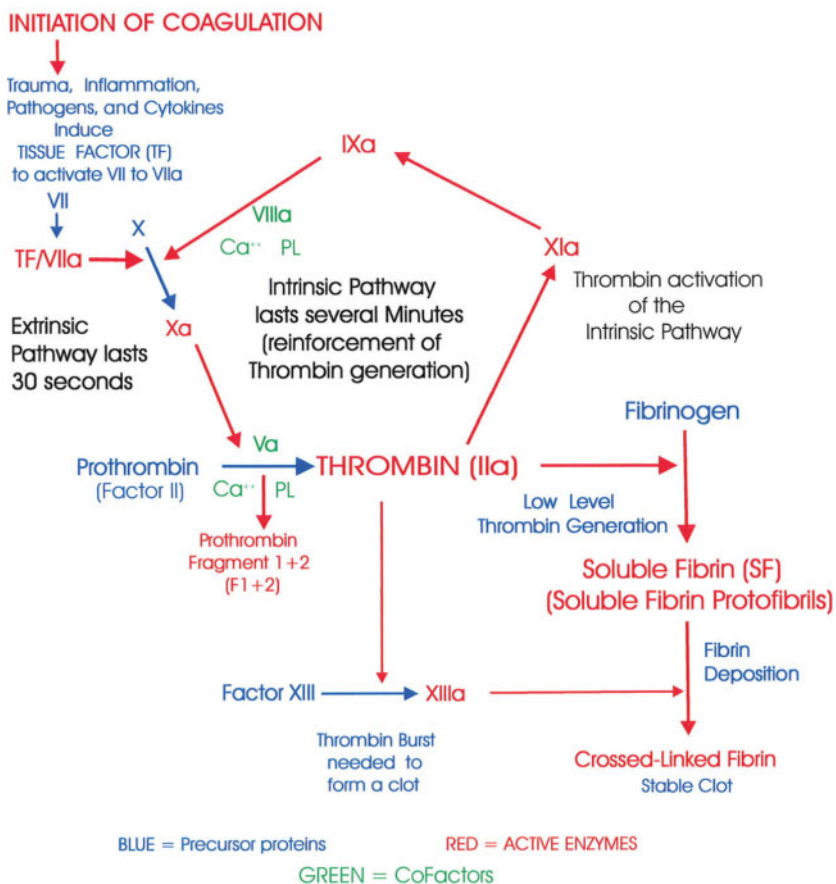 INITIATION OF COAGULATION
Trauma, Inflammation,
Pathogens, and Cytokines
Induce
TISSUE FACTOR (TF)
to activate VII to VIIa
VII
TF/VIIa
X
Xa
IXa
VIIIa
Ca++ PL
XIa
Thrombin activation
of the
Intrinsic Pathway
Intrinsic Pathway
lasts several Minutes
(reinforcement of
Thrombin generation)
Extrinsic
Pathway lasts
30 seconds
Prothrombin
(Factor II)
Va
Ca++ PL
THROMBIN (IIa)
Prothrombin
Fragment 1+2
(F1+2)
Fibrinogen
Low Level
Thrombin Generation
Soluble Fibrin (SF)
(Soluble Fibrin Protofibrils)
Fibrin
Deposition
Factor XIII
XIIIa
Thrombin Burst
needed to
form a clot
Crossed-Linked Fibrin
Stable Clot
BLUE = Precursor proteins
RED = ACTIVE ENZYMES
GREEN = CoFactors